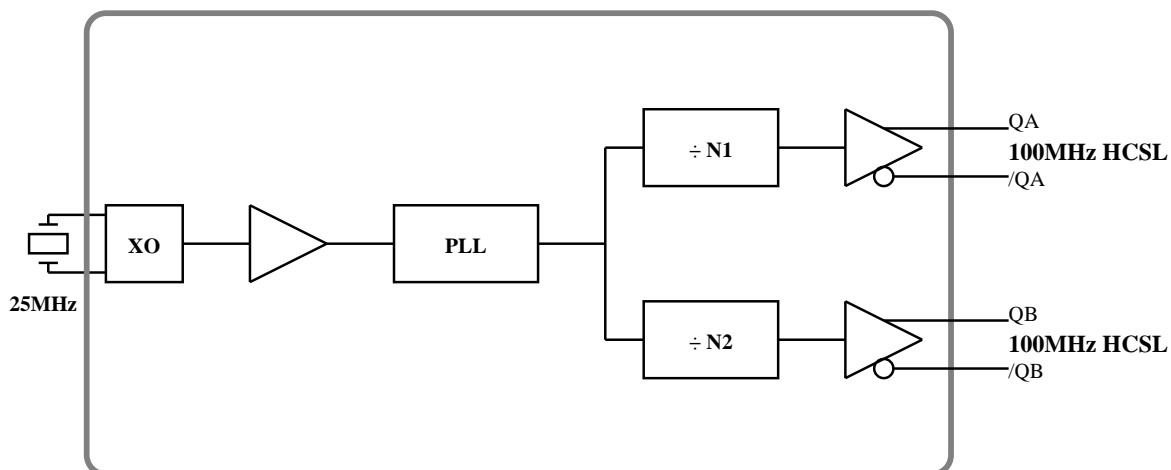 QA
÷ N1
100MHz HCSL
/QA
XO
PLL
25MHz
QB
÷ N2
100MHz HCSL
/QB